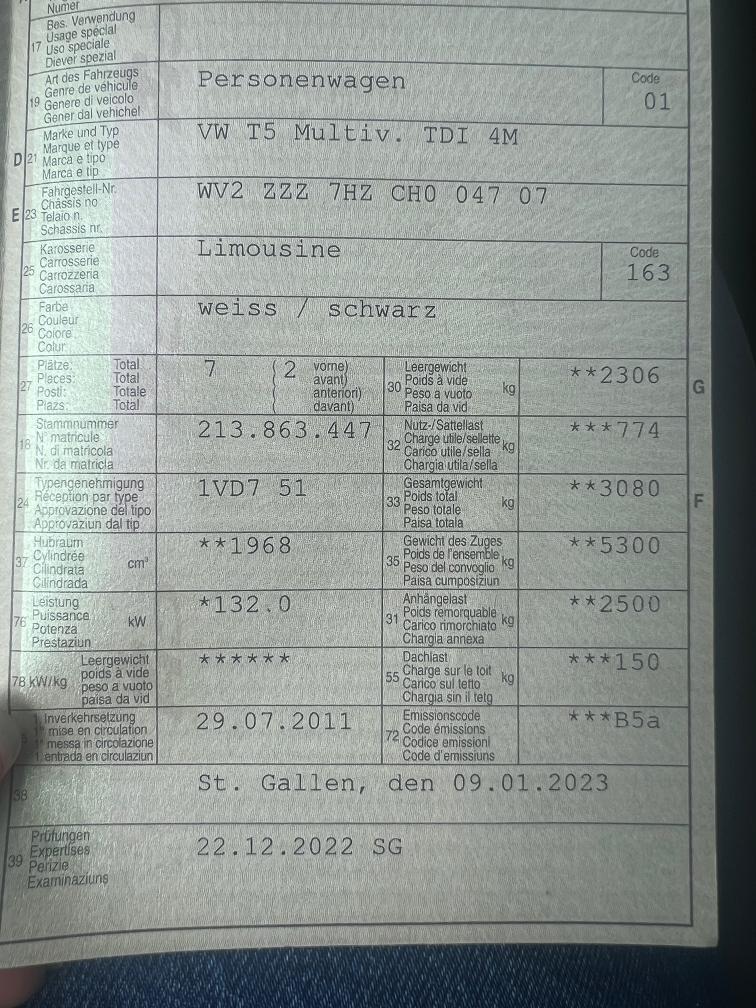 Numer
17
Bes. Verwendung
Usage spécial
Uso speciale
Diever spezial
19
Art des Fahrzeugs
Genre de véhicule
Genere di veicolo
Gener dal vehichel
Personenwagen
Code
01
D
21
Marke und Typ
Marque et type
Marca e tipo
Marca e tip
VW T5 Multiv. TDI 4M
E
23
Fahrgestell-Nr.
Châssis no
Telaio n.
Schassis nr.
WV2 ZZZ 7HZ CH0 047 07
25
Karosserie
Carrosserie
Carrozzeria
Carossaria
Limousine
Code
163
26
Farbe
Couleur
Colore
Colur
weiss / schwarz
27
Plätze: Total
Places: Total
Posti: Totale
Plazs: Total
7 ( 2 vorne)
( avant)
( anteriori)
( davant)
30
Leergewicht
Poids à vide
Peso a vuoto
Paisa da vid
kg
**2306
G
18
Stammnummer
N° matricule
N. di matricola
Nr. da matricla
213.863.447
32
Nutz-/Sattellast
Charge utile/sellette
Carico utile/sella
Chargia utila/sella
kg
***774
24
Typengenehmigung
Réception par type
Approvazione del tipo
Approvaziun dal tip
1VD7 51
33
Gesamtgewicht
Poids total
Peso totale
Paisa totala
kg
**3080
F
37
Hubraum
Cylindrée
Cilindrata
Cilindrada
cm³
**1968
35
Gewicht des Zuges
Poids de l'ensemble
Peso del convoglio
Paisa cumposiziun
kg
**5300
76
Leistung
Puissance
Potenza
Prestaziun
kW
*132.0
31
Anhängelast
Poids remorquable
Carico rimorchiato
Chargia annexa
kg
**2500
78 kW/kg
Leergewicht
poids à vide
peso a vuoto
paisa da vid
******
55
Dachlast
Charge sur le toit
Carico sul tetto
Chargia sin il tetg
kg
***150
1. Inverkehrsetzung
1re mise en circulation
1a messa in circolazione
1. entrada en circulaziun
29.07.2011
72
Emissionscode
Code émissions
Codice emissioni
Code d'emissiuns
***B5a
38
St. Gallen, den 09.01.2023
39
Prüfungen
Expertises
Perizie
Examinaziuns
22.12.2022 SG